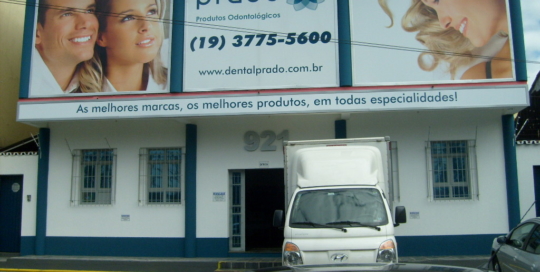 prado
Produtos Odontológicos
(19) 3775-5600
www.dentalprado.com.br
As melhores marcas, os melhores produtos, em todas especialidades!
921